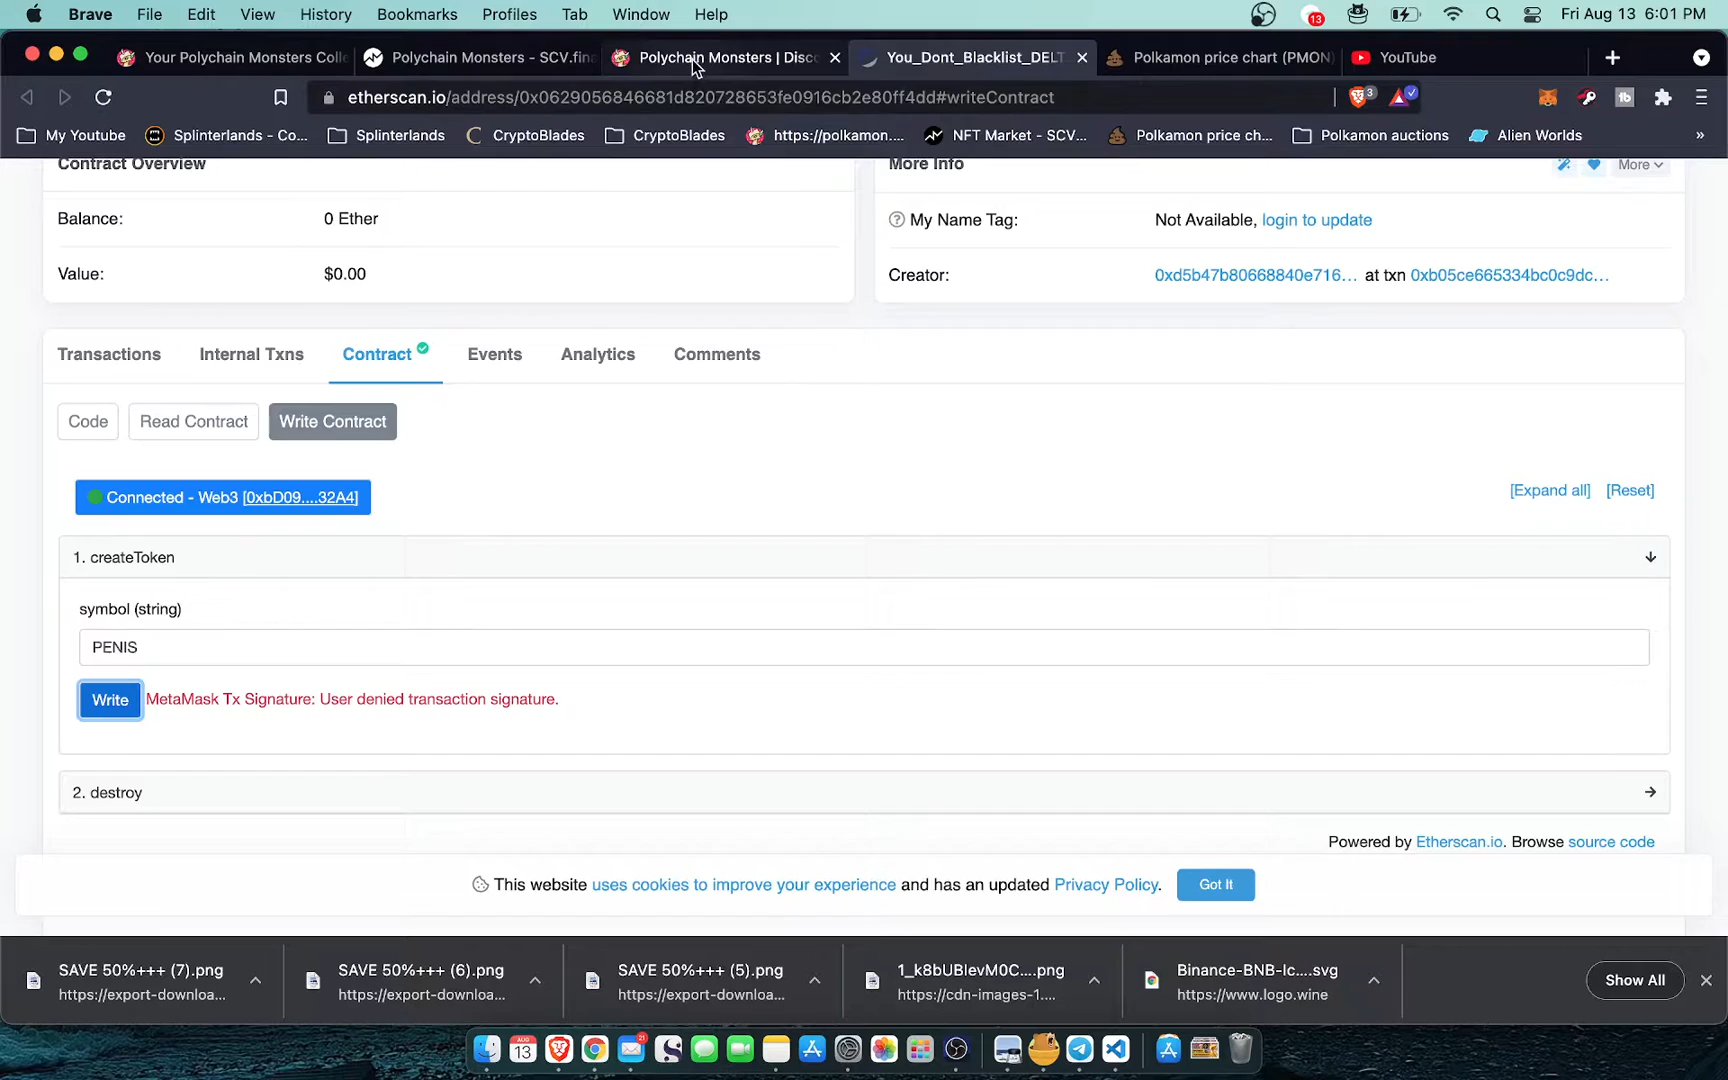 Brave File Edit View History Bookmarks Profiles Tab Window Help 13 Fri Aug 13 6:01 PM
Your Polychain Monsters Colle Polychain Monsters - SCV.fina Polychain Monsters | Disco You_Dont_Blacklist_DELT Polkamon price chart (PMON) YouTube
etherscan.io/address/0x0629056846681d820728653fe0916cb2e80ff4dd#writeContract 3
My Youtube Splinterlands - Co... Splinterlands CryptoBlades CryptoBlades https://polkamon.... NFT Market - SCV... Polkamon price ch... Polkamon auctions Alien Worlds »
Contract Overview
More Info
More
Balance: 0 Ether
My Name Tag: Not Available, login to update
Value: $0.00
Creator: 0xd5b47b80668840e716... at txn 0xb05ce665334bc0c9dc...
Transactions Internal Txns Contract Events Analytics Comments
Code Read Contract Write Contract
Connected - Web3 [0xbD09....32A4]
[Expand all] [Reset]
1. createToken
symbol (string)
PENIS
Write MetaMask Tx Signature: User denied transaction signature.
2. destroy
Powered by Etherscan.io. Browse source code
This website uses cookies to improve your experience and has an updated Privacy Policy. Got It
SAVE 50%+++ (7).png SAVE 50%+++ (6).png SAVE 50%+++ (5).png 1_k8bUBlevM0C....png Binance-BNB-Ic....svg Show All
https://export-downloa... https://export-downloa... https://export-downloa... https://cdn-images-1.... https://www.logo.wine
AUG 13 21